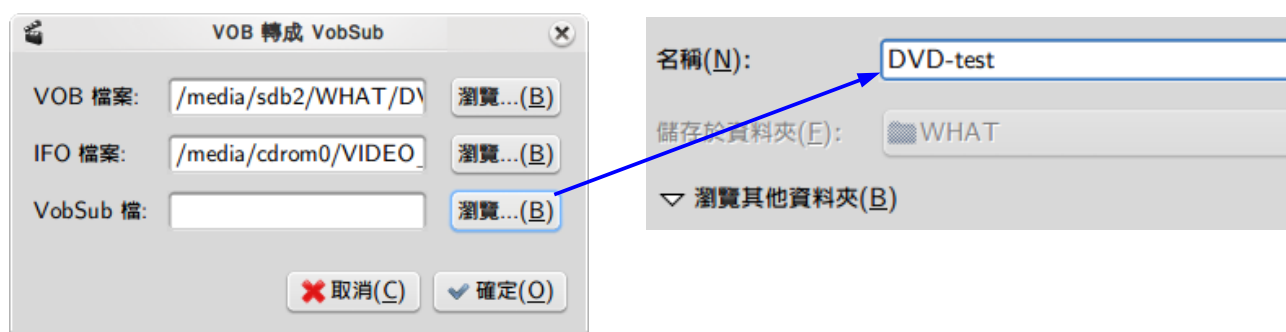 VOB 轉成 VobSub
VOB 檔案: /media/sdb2/WHAT/DV 瀏覽...(B)
IFO 檔案: /media/cdrom0/VIDEO_ 瀏覽...(B)
VobSub 檔: 瀏覽...(B)
取消(C) 確定(O)
名稱(N): DVD-test
儲存於資料夾(F): WHAT
瀏覽其他資料夾(B)